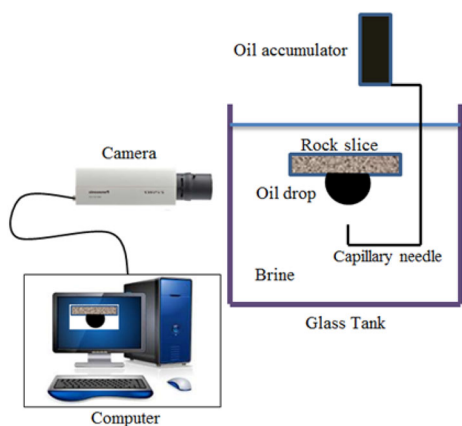 Oil accumulator
Camera
Rock slice
Oil drop
Capillary needle
Brine
Glass Tank
Computer